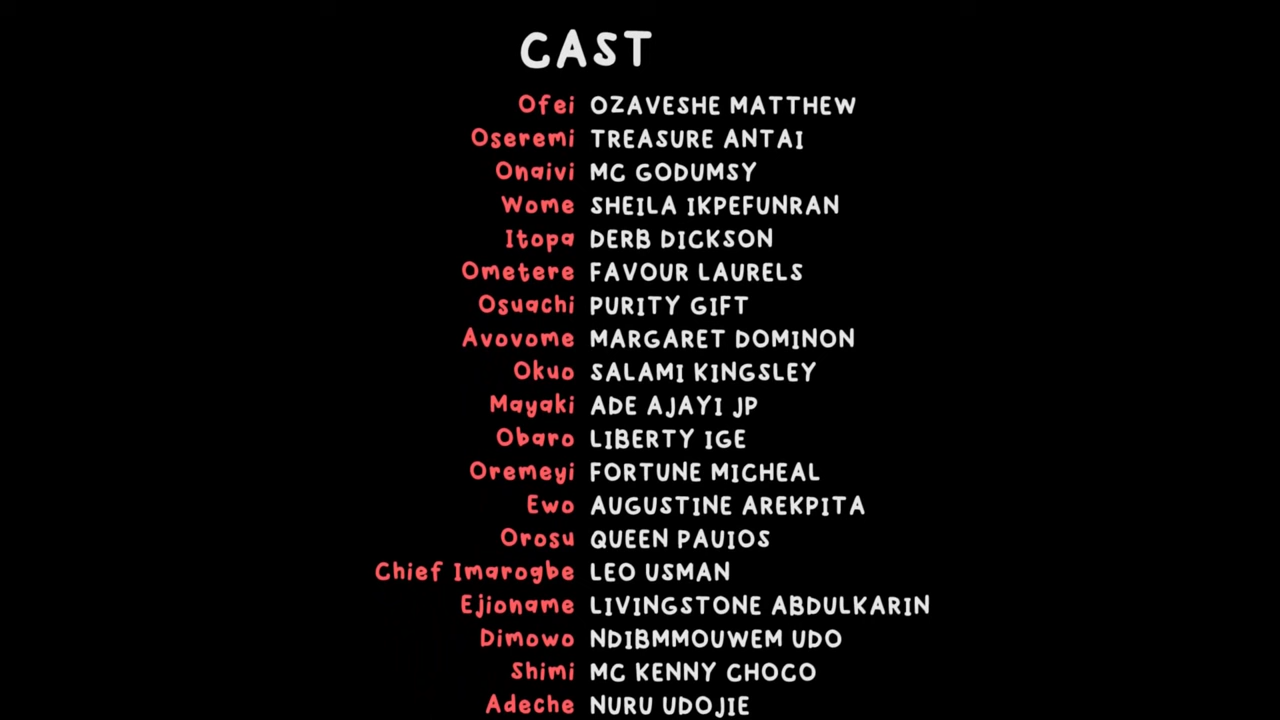 CAST
Ofei OZAVESHE MATTHEW
Oseremi TREASURE ANTAI
Onaivi MC GODUMSY
Wome SHEILA IKPEFUNRAN
Itopa DERB DICKSON
Ometere FAVOUR LAURELS
Osuachi PURITY GIFT
Avovome MARGARET DOMINON
Okuo SALAMI KINGSLEY
Mayaki ADE AJAYI JP
Obaro LIBERTY IGE
Oremeyi FORTUNE MICHEAL
Ewo AUGUSTINE AREKPITA
Orosu QUEEN PAUIOS
Chief Imarogbe LEO USMAN
Ejioname LIVINGSTONE ABDULKARIN
Dimowo NDIBMMOUWEM UDO
Shimi MC KENNY CHOCO
Adeche NURU UDOJIE